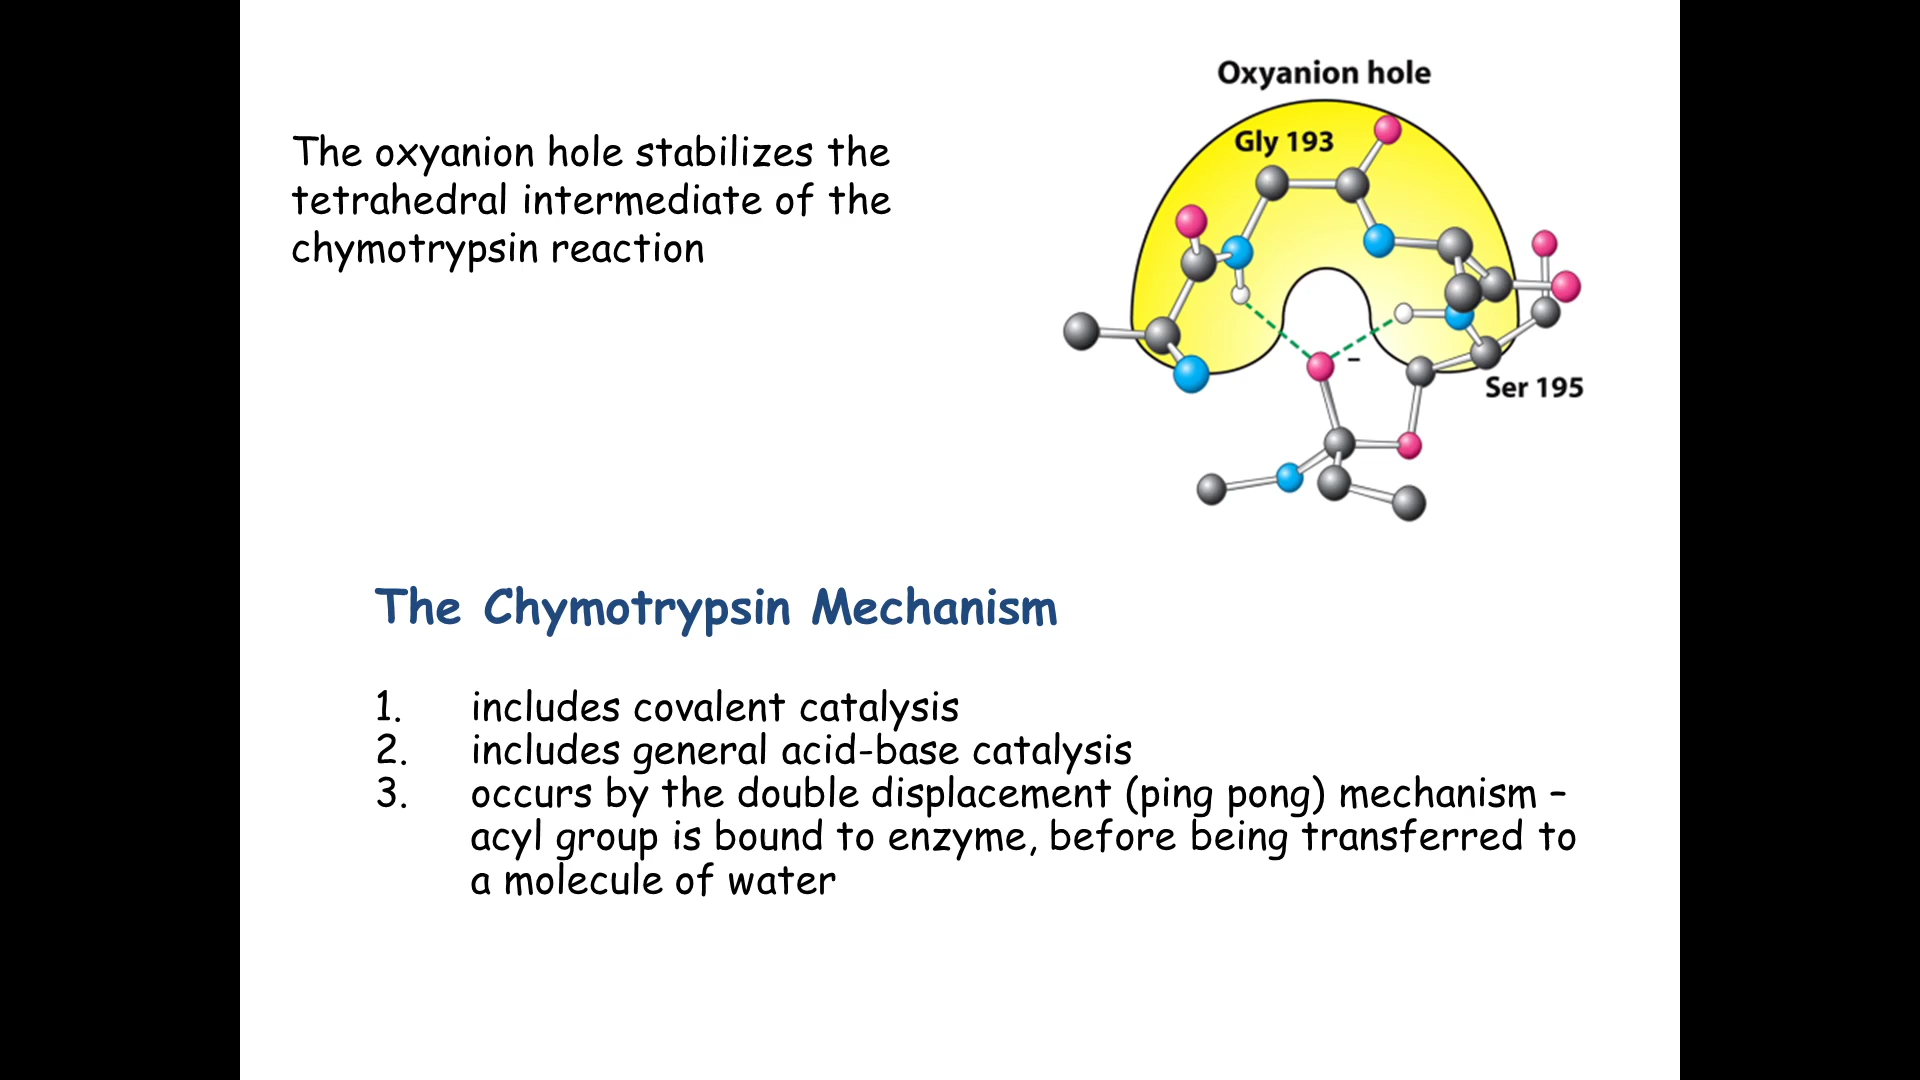 Oxyanion hole
The oxyanion hole stabilizes the
tetrahedral intermediate of the
chymotrypsin reaction
Gly 193
–
Ser 195
The Chymotrypsin Mechanism
1. includes covalent catalysis
2. includes general acid-base catalysis
3. occurs by the double displacement (ping pong) mechanism –
acyl group is bound to enzyme, before being transferred to
a molecule of water